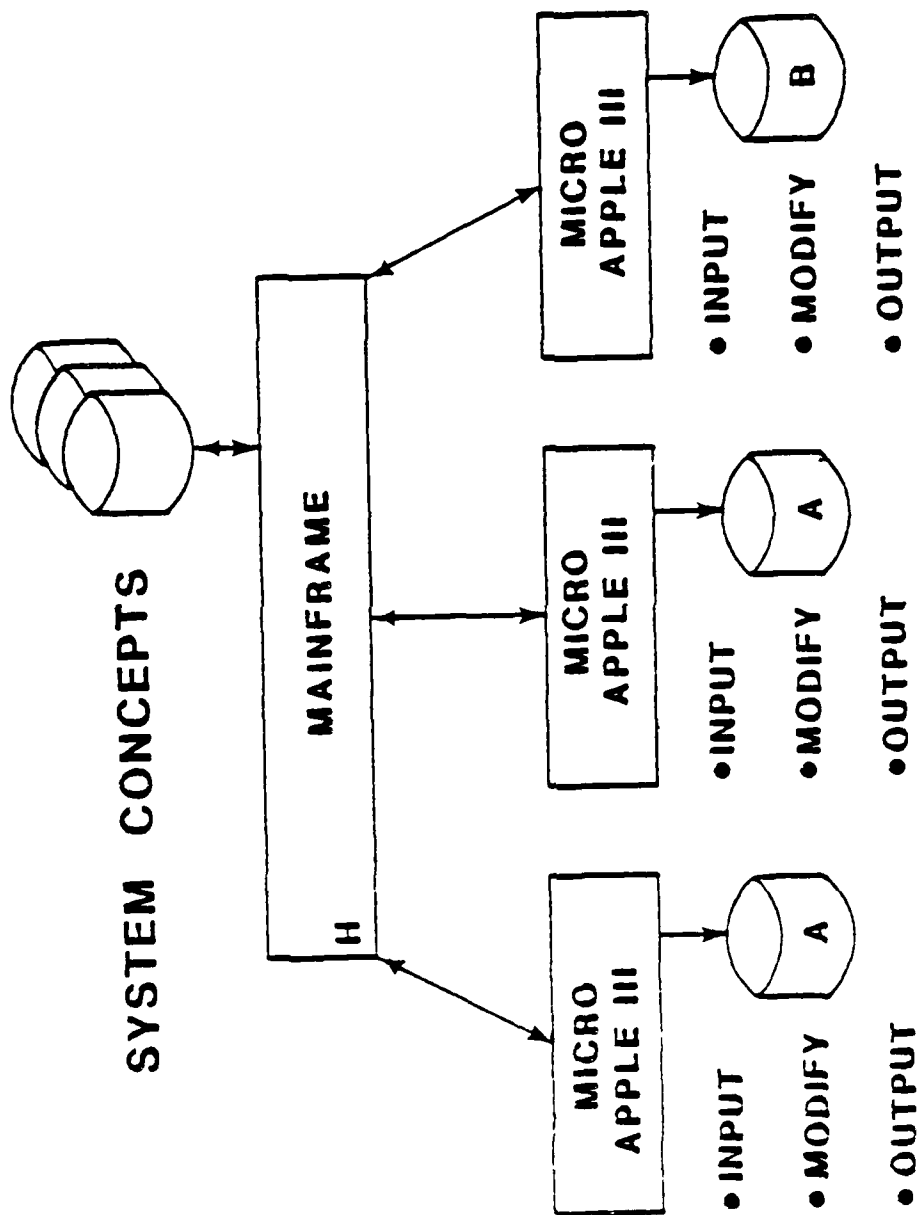 SYSTEM CONCEPTS
MAINFRAME
H
MICRO
APPLE III
A
• INPUT
• MODIFY
• OUTPUT
MICRO
APPLE III
A
• INPUT
• MODIFY
• OUTPUT
MICRO
APPLE III
B
• INPUT
• MODIFY
• OUTPUT